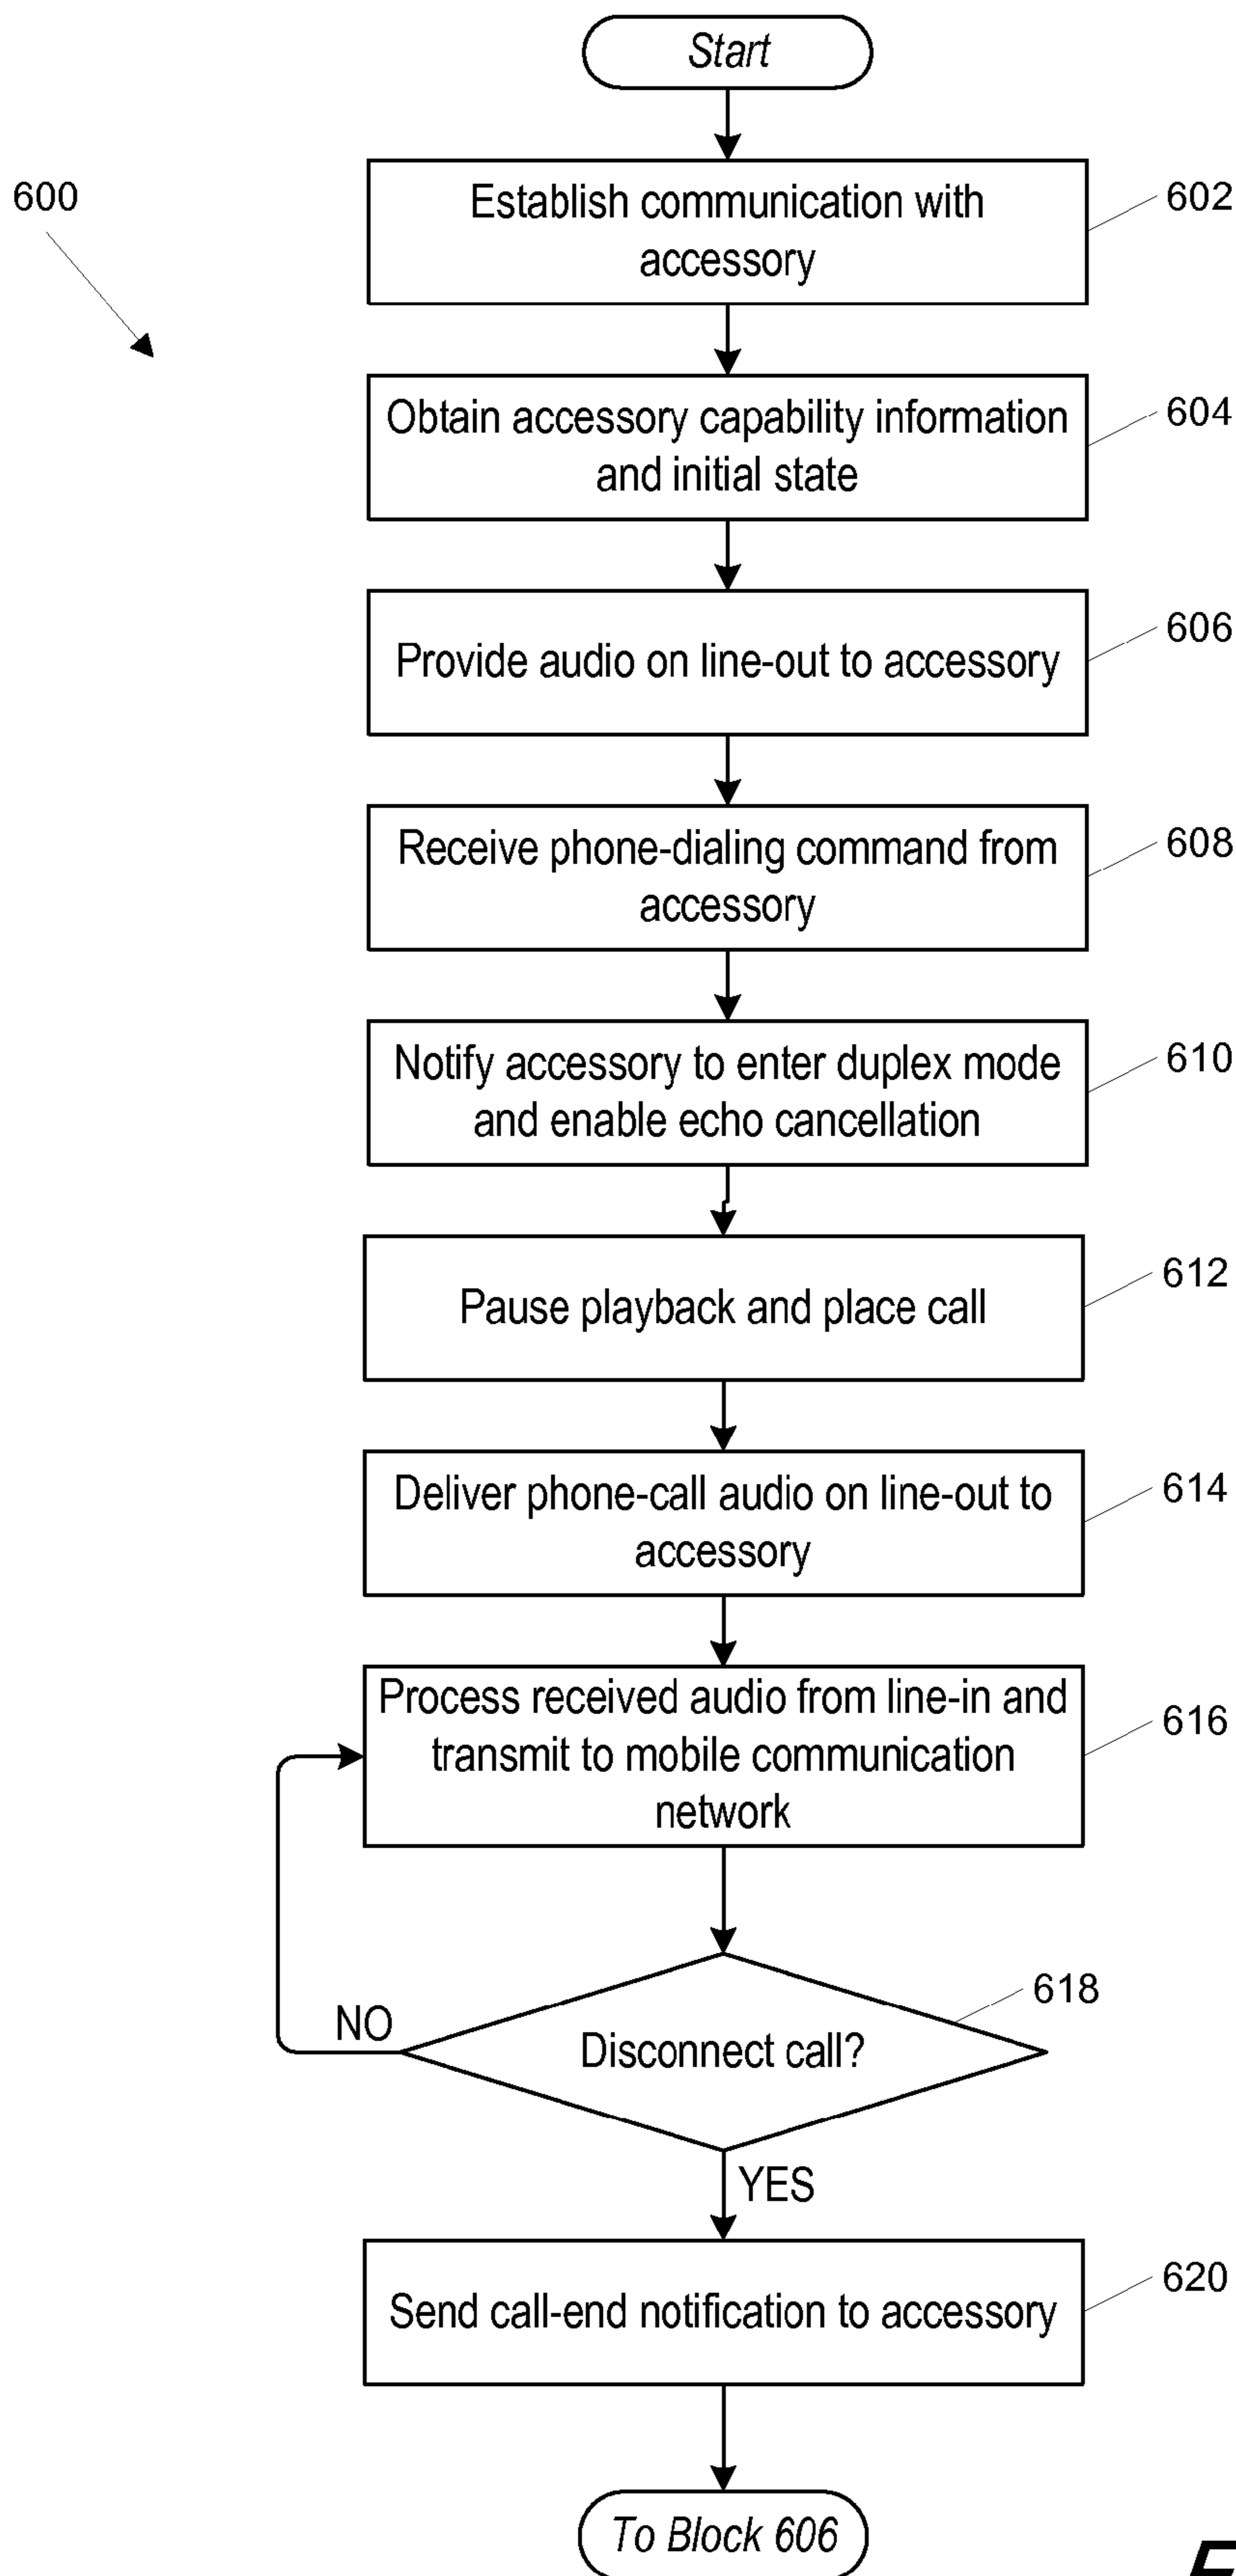 Start
600
Establish communication with
accessory
602
Obtain accessory capability information
and initial state
604
Provide audio on line-out to accessory
606
Receive phone-dialing command from
accessory
608
Notify accessory to enter duplex mode
and enable echo cancellation
610
Pause playback and place call
612
Deliver phone-call audio on line-out to
accessory
614
Process received audio from line-in and
transmit to mobile communication
network
616
Disconnect call?
618
NO
YES
Send call-end notification to accessory
620
To Block 606